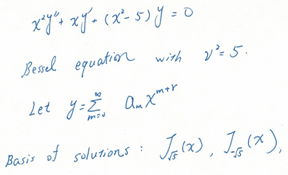 x²y'' + xy' + (x² - 5) y = 0
Bessel equation with ν² = 5.
Let y = ∑_{m=0}^{∞} a_m x^{m+r}
Basis of solutions : J_{√5}(x), J_{-√5}(x),